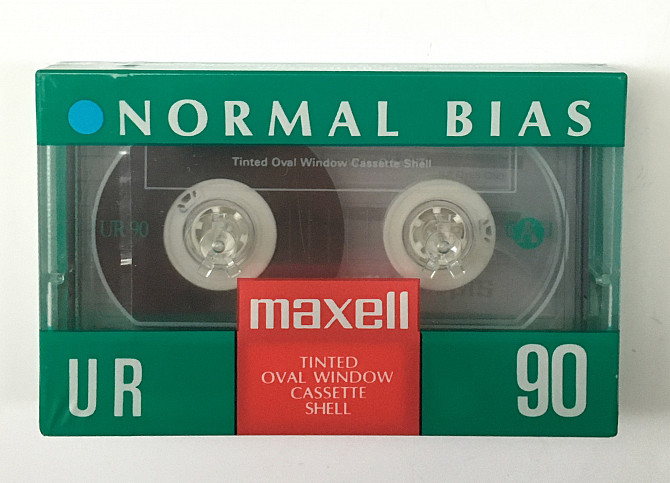 NORMAL BIAS
Tinted Oval Window Cassette Shell
UR 90
A
maxell
TINTED
OVAL WINDOW
CASSETTE
SHELL
UR
90